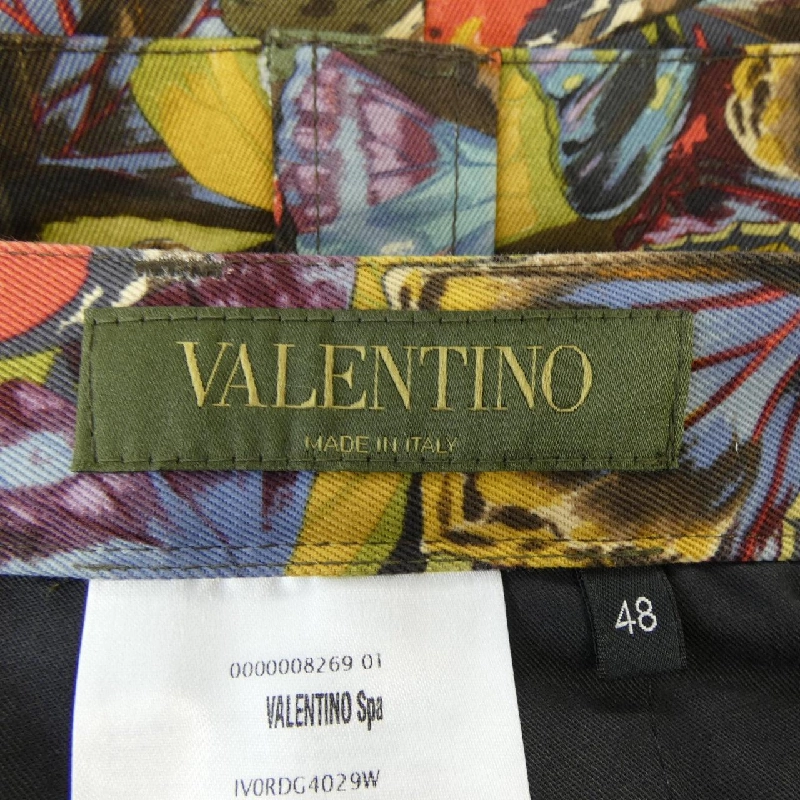 VALENTINO
MADE IN ITALY
48
0000008269 01
VALENTINO Spa
IV0RDG4029W